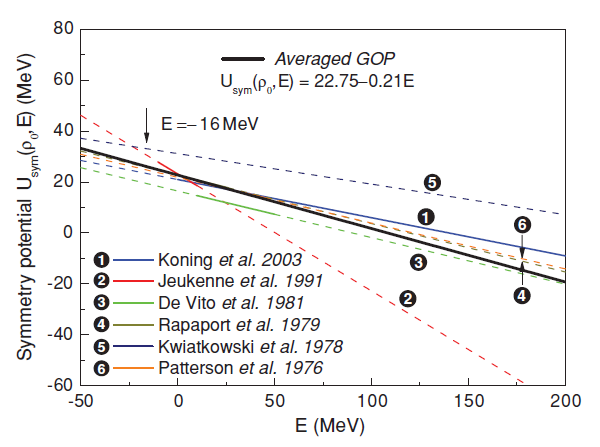 80
60
40
20
0
-20
-40
-60
Symmetry potential U_sym(ρ_0, E) (MeV)
Averaged GOP
U_sym(ρ_0,E) = 22.75–0.21E
E =– 16 MeV
5
1
6
3
4
2
1 Koning et al. 2003
2 Jeukenne et al. 1991
3 De Vito et al. 1981
4 Rapaport et al. 1979
5 Kwiatkowski et al. 1978
6 Patterson et al. 1976
-50 0 50 100 150 200
E (MeV)